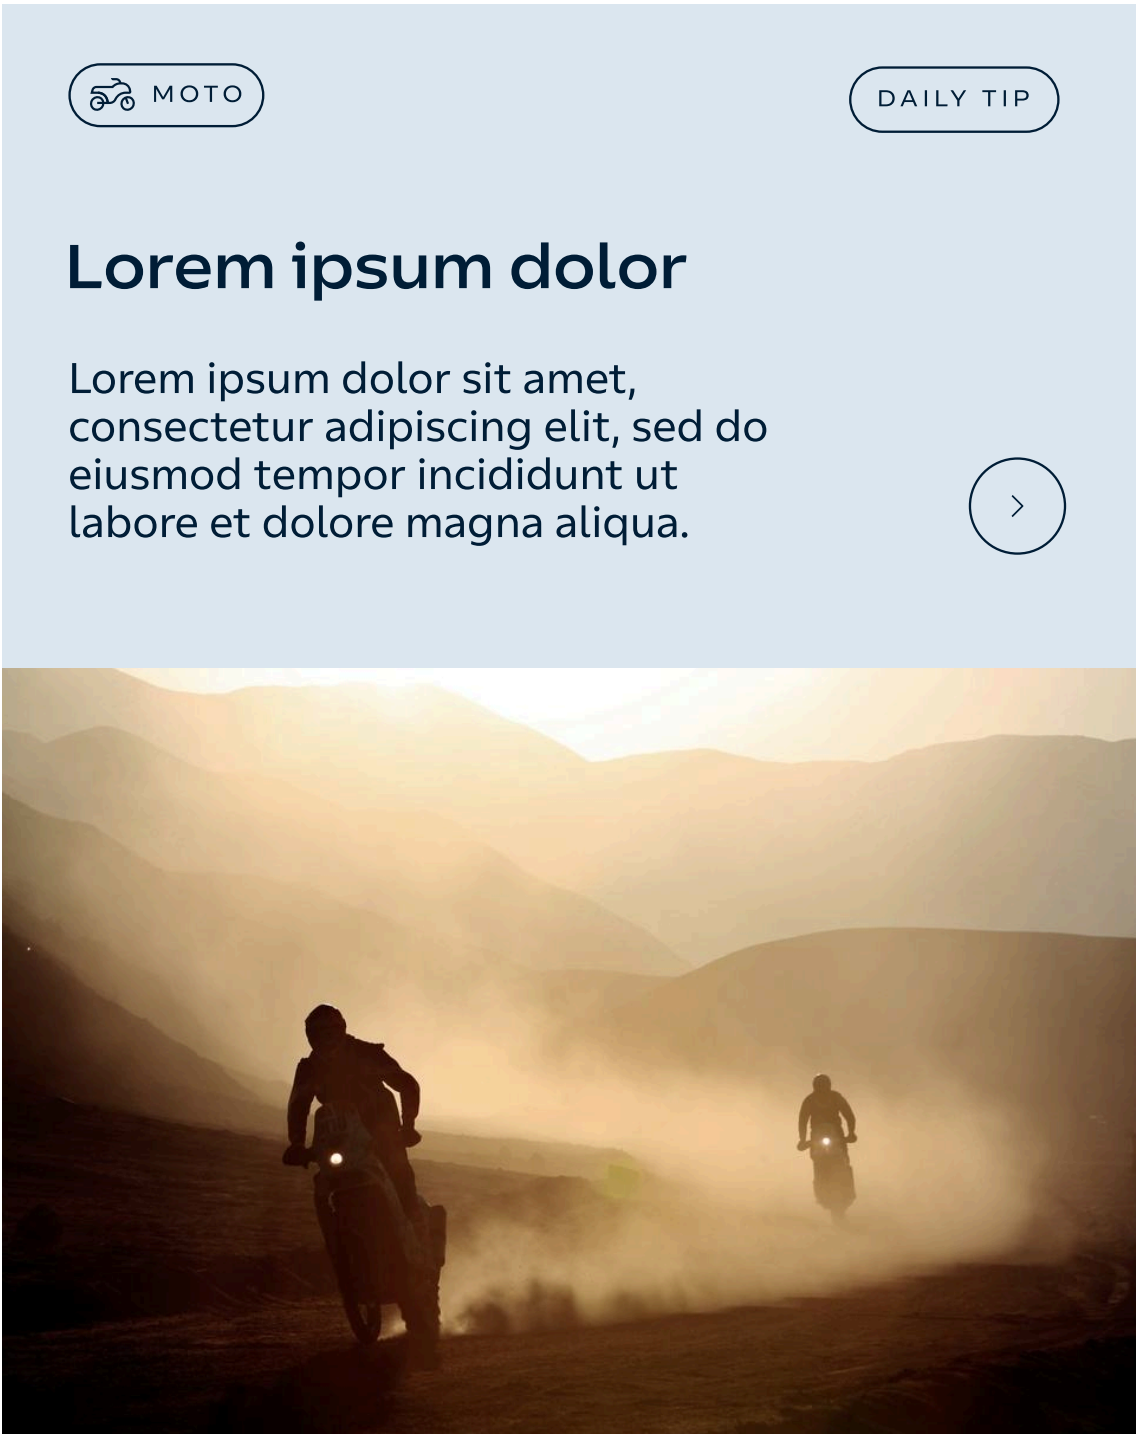 MOTO
DAILY TIP
Lorem ipsum dolor
Lorem ipsum dolor sit amet,
consectetur adipiscing elit, sed do
eiusmod tempor incididunt ut
labore et dolore magna aliqua.